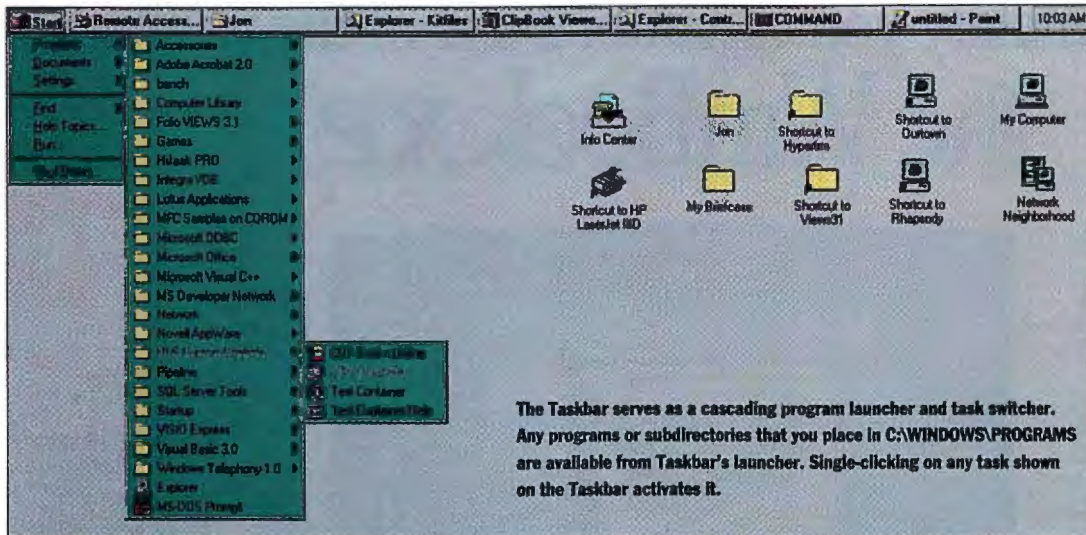 Start
Remote Access...
Jon
Explorer - Kitfiles
ClipBook Viewe...
Explorer - Contr...
COMMAND
untitled - Paint
10:03 AM
Programs
Documents
Settings
Find
Help Topics...
Run...
Shut Down
Accessories
Adobe Acrobat 2.0
bench
Computer Library
Folio VIEWS 3.1
Games
HiJaak PRO
Integra VDB
Lotus Applications
MFC Samples on CDROM
Microsoft ODBC
Microsoft Office
Microsoft Visual C++
MS Developer Network
Network
Novell AppWare
Pipeline
SQL Server Tools
Startup
VISIO Express
Visual Basic 3.0
Windows Telephony 1.0
Explorer
MS-DOS Prompt
Test Container
Test Container Help
Info Center
Jon
Shortcut to
Hyperims
Shortcut to
Ourtown
My Computer
Shortcut to HP
LaserJet IIID
My Briefcase
Shortcut to
Views31
Shortcut to
Rhapsody
Network
Neighborhood
The Taskbar serves as a cascading program launcher and task switcher.
Any programs or subdirectories that you place in C:\WINDOWS\PROGRAMS
are available from Taskbar's launcher. Single-clicking on any task shown
on the Taskbar activates it.